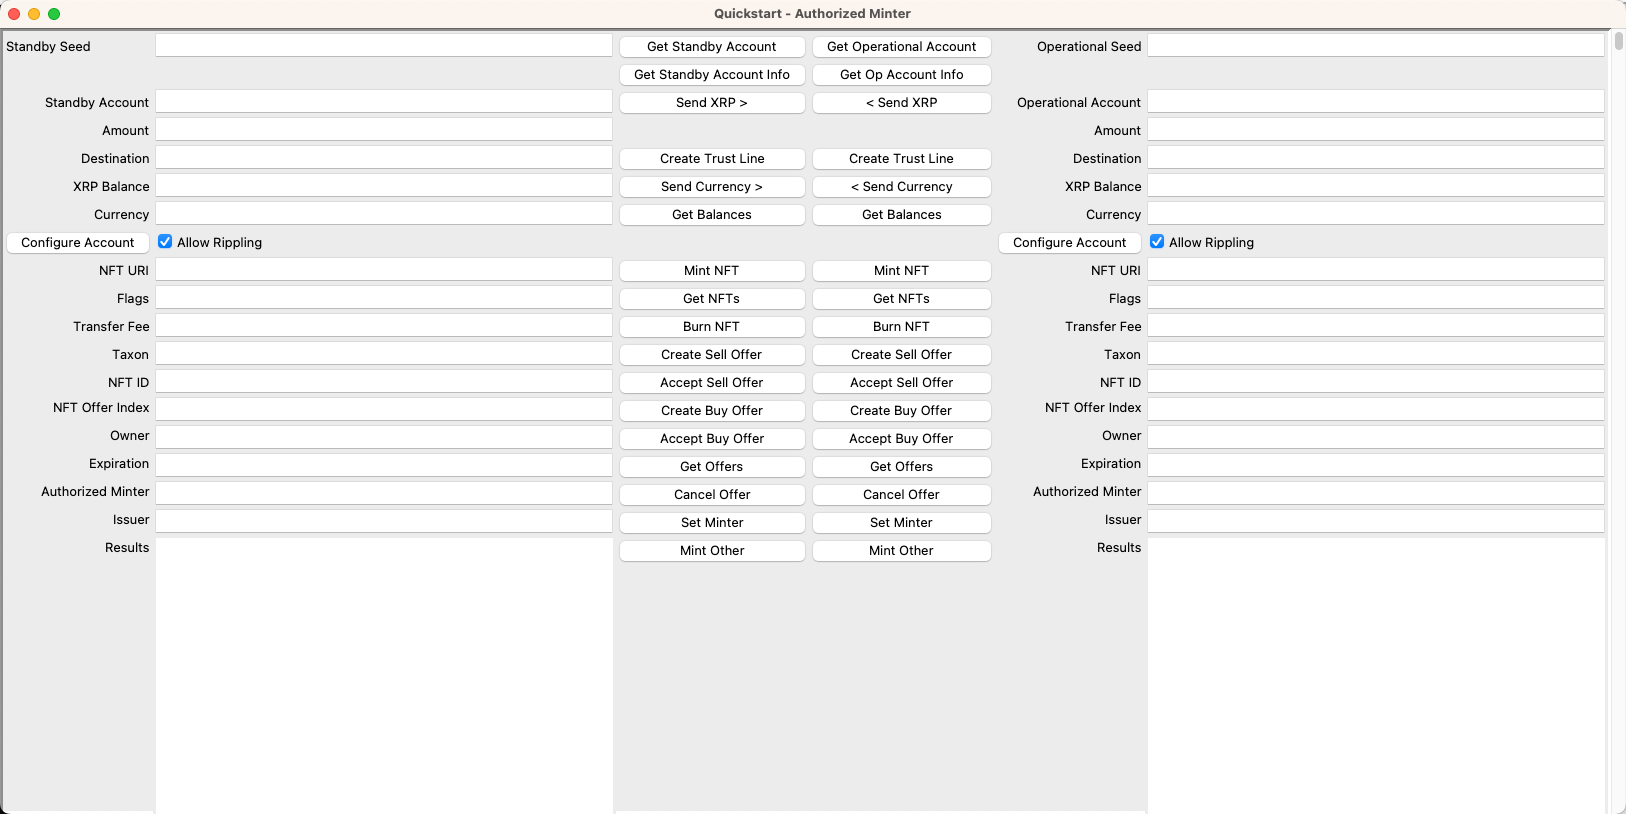 Quickstart - Authorized Minter
Standby Seed Get Standby Account Get Operational Account Operational Seed
Get Standby Account Info Get Op Account Info
Standby Account Send XRP > < Send XRP Operational Account
Amount Amount
Destination Create Trust Line Create Trust Line Destination
XRP Balance Send Currency > < Send Currency XRP Balance
Currency Get Balances Get Balances Currency
Configure Account Allow Rippling Configure Account Allow Rippling
NFT URI Mint NFT Mint NFT NFT URI
Flags Get NFTs Get NFTs Flags
Transfer Fee Burn NFT Burn NFT Transfer Fee
Taxon Create Sell Offer Create Sell Offer Taxon
NFT ID Accept Sell Offer Accept Sell Offer NFT ID
NFT Offer Index Create Buy Offer Create Buy Offer NFT Offer Index
Owner Accept Buy Offer Accept Buy Offer Owner
Expiration Get Offers Get Offers Expiration
Authorized Minter Cancel Offer Cancel Offer Authorized Minter
Issuer Set Minter Set Minter Issuer
Results Mint Other Mint Other Results